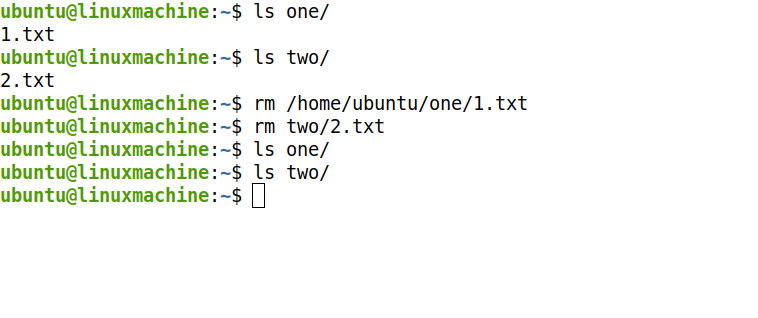 ubuntu@linuxmachine:~$ ls one/
1.txt
ubuntu@linuxmachine:~$ ls two/
2.txt
ubuntu@linuxmachine:~$ rm /home/ubuntu/one/1.txt
ubuntu@linuxmachine:~$ rm two/2.txt
ubuntu@linuxmachine:~$ ls one/
ubuntu@linuxmachine:~$ ls two/
ubuntu@linuxmachine:~$